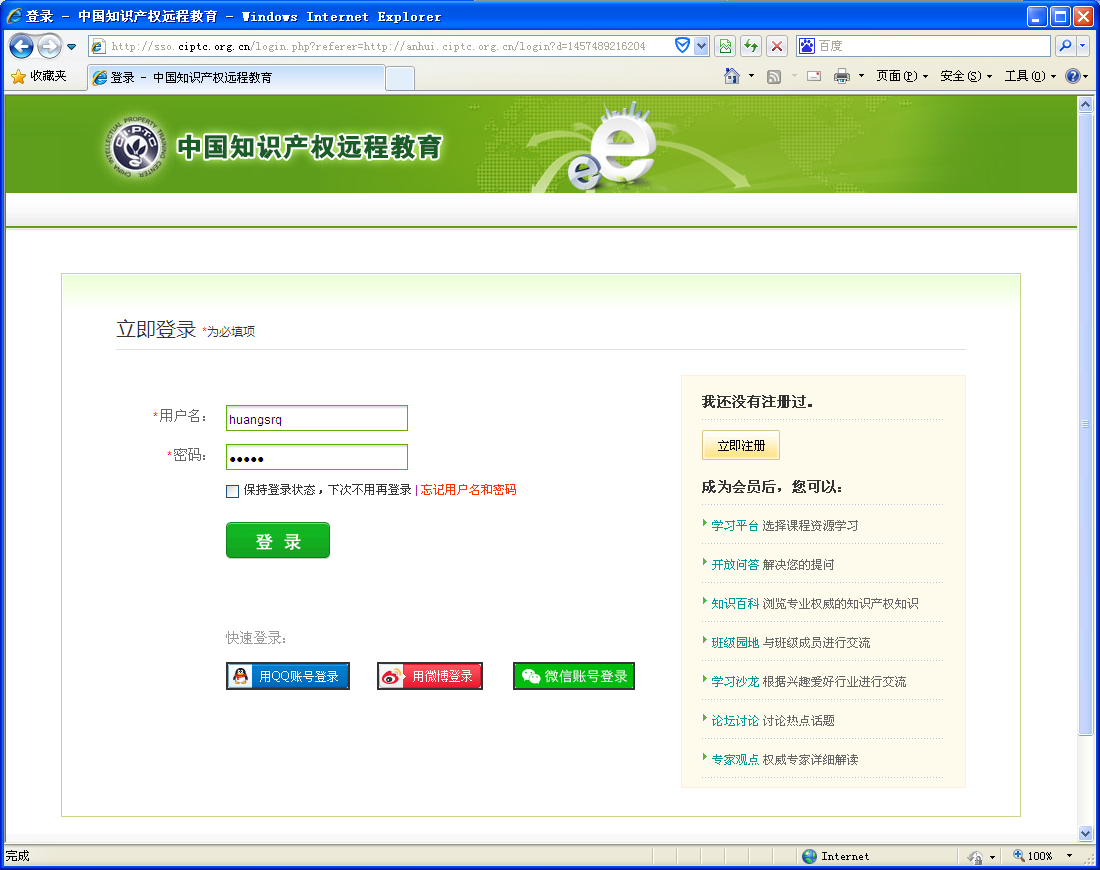 登录 - 中国知识产权远程教育 - Windows Internet Explorer
http://sso.ciptc.org.cn/login.php?referer=http://anhui.ciptc.org.cn/login?d=1457489216204
百度
收藏夹
登录 - 中国知识产权远程教育
页面(P)
安全(S)
工具(O)
CHINA INTELLECTUAL PROPERTY TRAINING CENTER
CIPTC
中国知识产权远程教育
立即登录 *为必填项
*用户名:
huangsrq
*密码:
●●●●●
保持登录状态，下次不用再登录 | 忘记用户名和密码
登 录
快速登录:
用QQ账号登录
用微博登录
微信账号登录
我还没有注册过。
立即注册
成为会员后，您可以:
学习平台 选择课程资源学习
开放问答 解决您的提问
知识百科 浏览专业权威的知识产权知识
班级园地 与班级成员进行交流
学习沙龙 根据兴趣爱好行业进行交流
论坛讨论 讨论热点话题
专家观点 权威专家详细解读
完成
Internet
100%